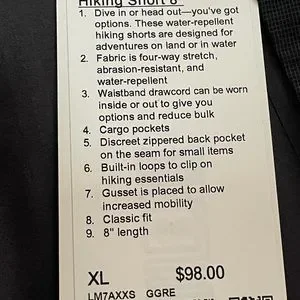 Hiking Short 8"
1. Dive in or head out—you've got
options. These water-repellent
hiking shorts are designed for
adventures on land or in water
2. Fabric is four-way stretch,
abrasion-resistant, and
water-repellent
3. Waistband drawcord can be worn
inside or out to give you
options and reduce bulk
4. Cargo pockets
5. Discreet zippered back pocket
on the seam for small items
6. Built-in loops to clip on
hiking essentials
7. Gusset is placed to allow
increased mobility
8. Classic fit
9. 8" length
XL $98.00
LM7AXXS GGRE